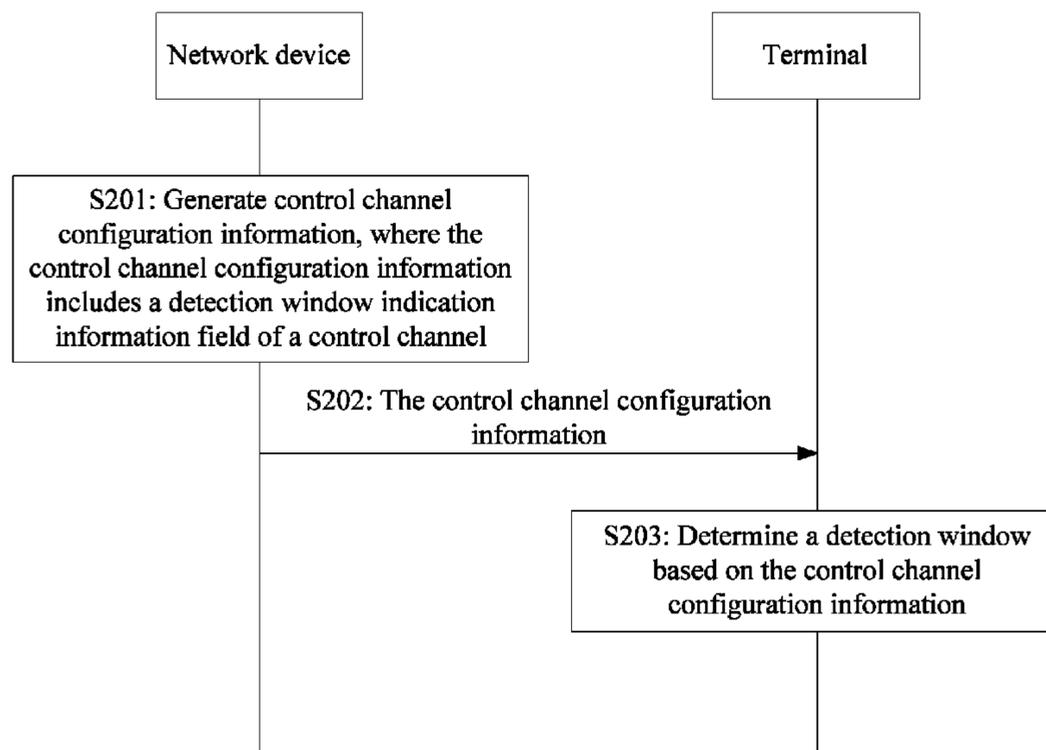 Network device
Terminal
S201: Generate control channel
configuration information, where the
control channel configuration information
includes a detection window indication
information field of a control channel
S202: The control channel configuration
information
S203: Determine a detection window
based on the control channel
configuration information